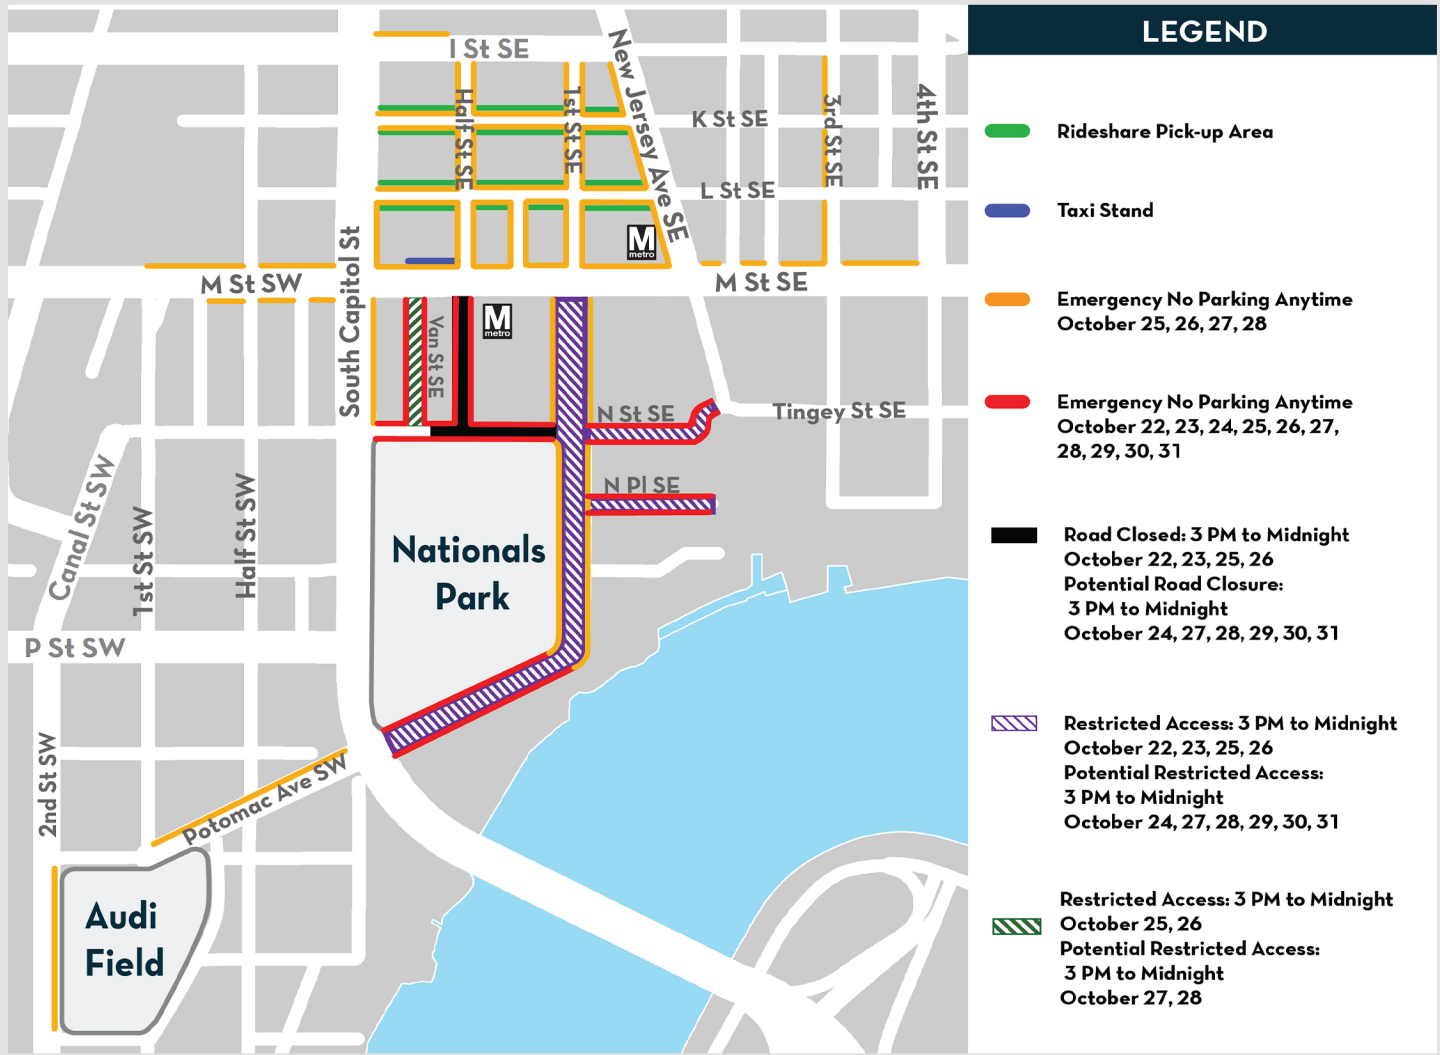 I St SE
New Jersey Ave SE
Half St SE
1st St SE
K St SE
3rd St SE
4th St SE
L St SE
M
metro
M St SW
South Capitol St
M St SE
Van St SE
M
metro
N St SE
Tingey St SE
N Pl SE
Canal St SW
1st St SW
Half St SW
Nationals
Park
P St SW
2nd St SW
Potomac Ave SW
Audi
Field
LEGEND
Rideshare Pick-up Area
Taxi Stand
Emergency No Parking Anytime
October 25, 26, 27, 28
Emergency No Parking Anytime
October 22, 23, 24, 25, 26, 27,
28, 29, 30, 31
Road Closed: 3 PM to Midnight
October 22, 23, 25, 26
Potential Road Closure:
3 PM to Midnight
October 24, 27, 28, 29, 30, 31
Restricted Access: 3 PM to Midnight
October 22, 23, 25, 26
Potential Restricted Access:
3 PM to Midnight
October 24, 27, 28, 29, 30, 31
Restricted Access: 3 PM to Midnight
October 25, 26
Potential Restricted Access:
3 PM to Midnight
October 27, 28